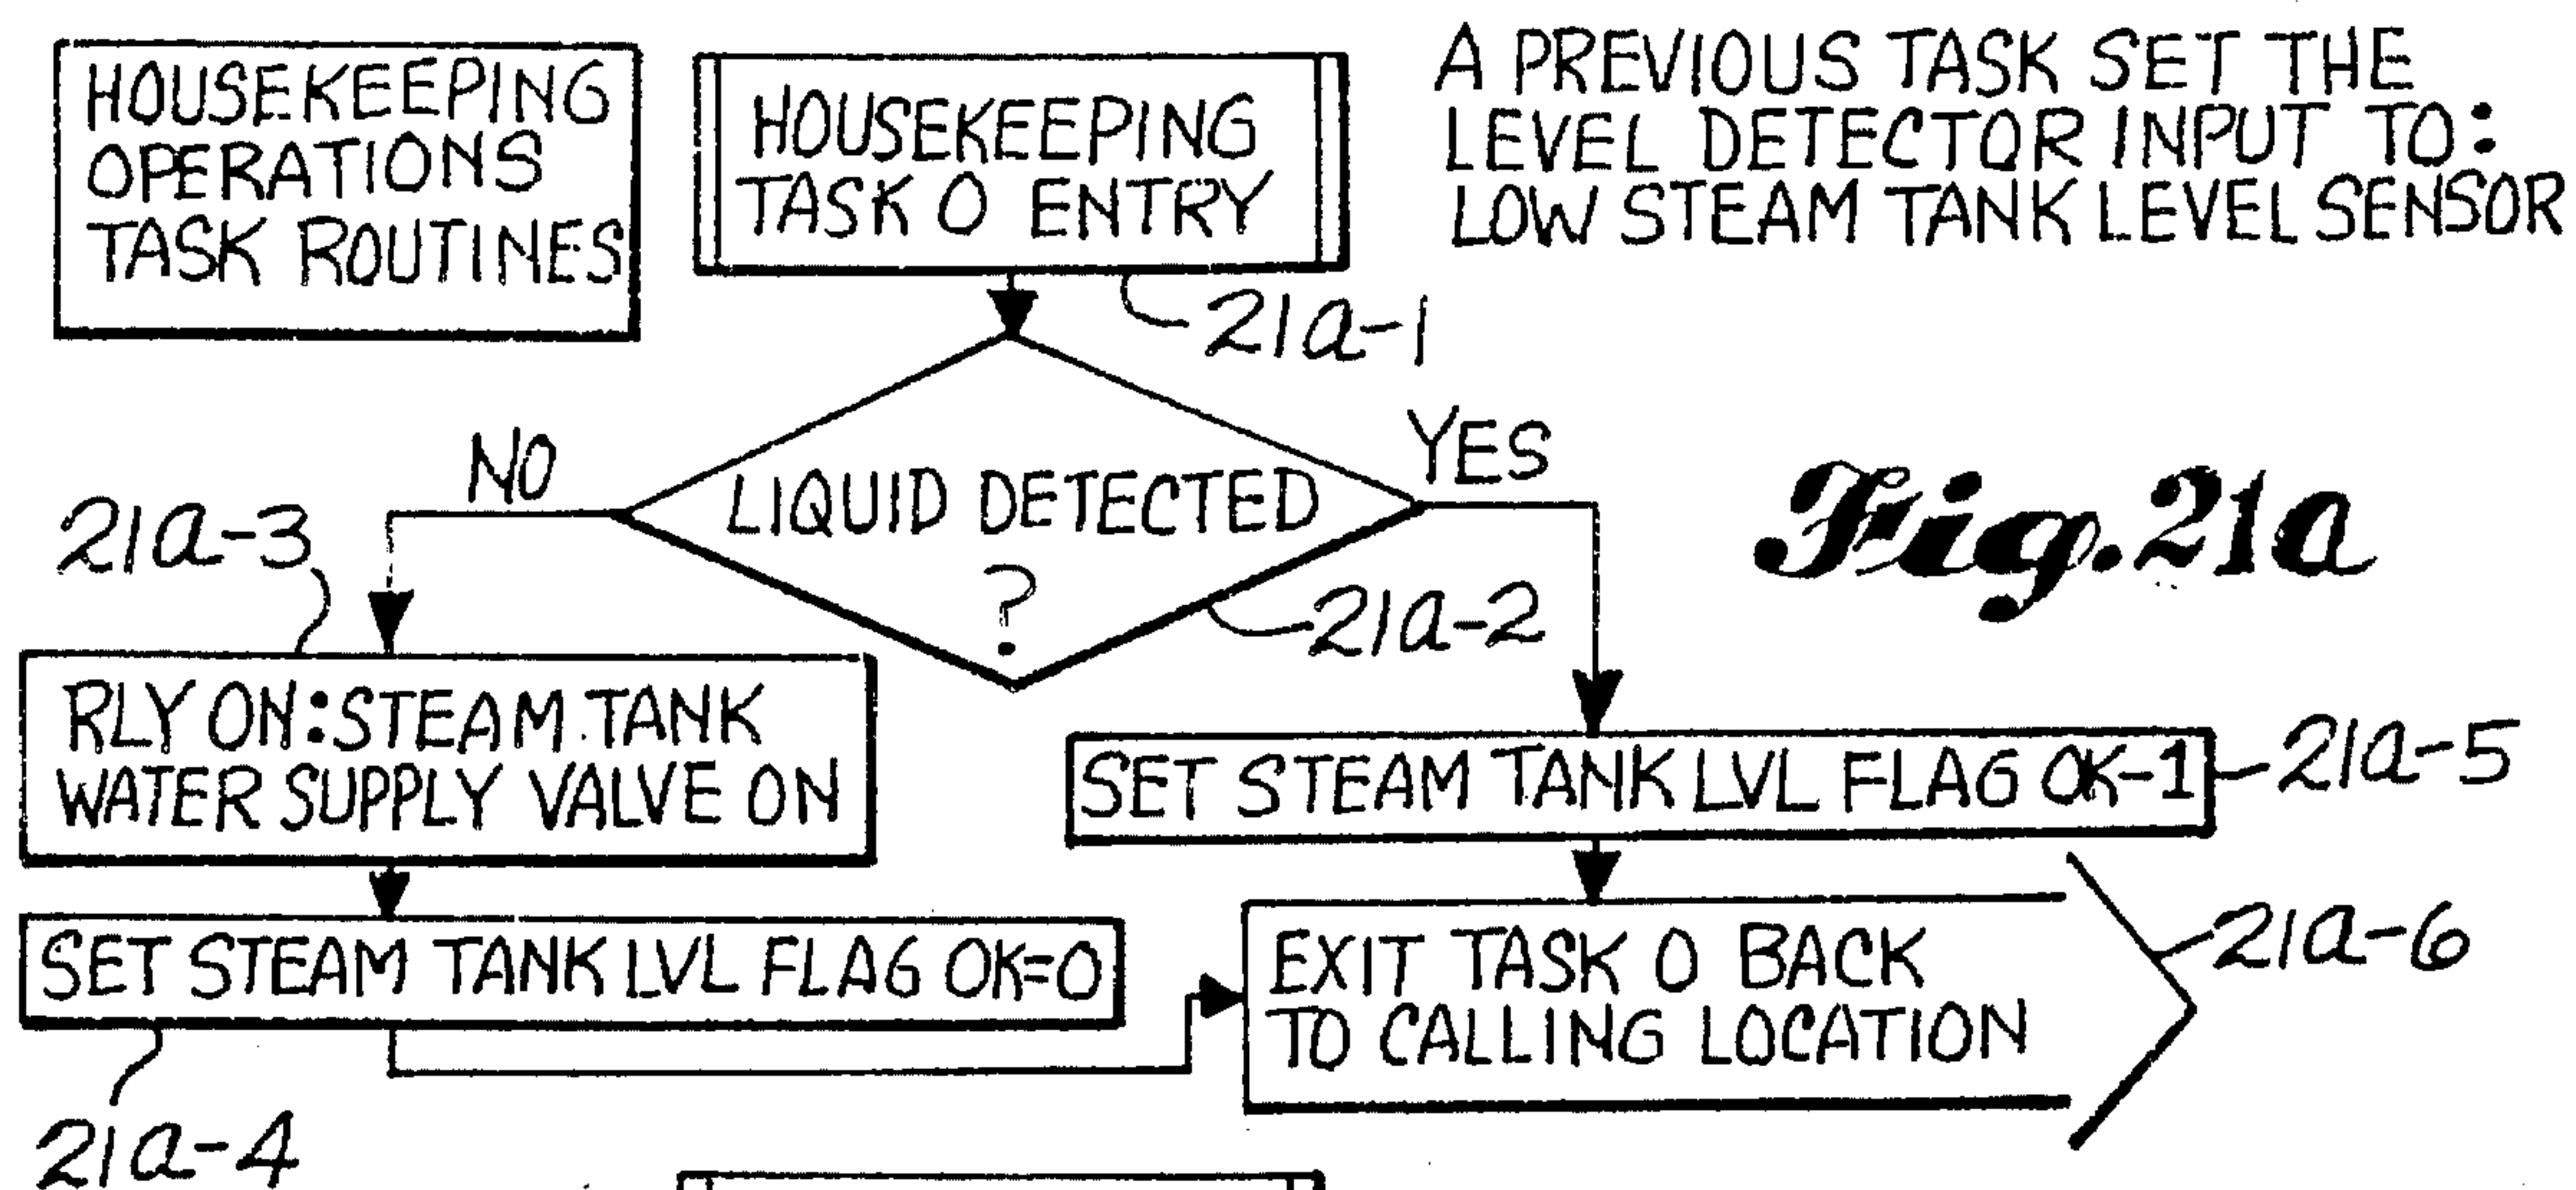 HOUSEKEEPING
OPERATIONS
TASK ROUTINES
HOUSEKEEPING
TASK 0 ENTRY
A PREVIOUS TASK SET THE
LEVEL DETECTOR INPUT TO:
LOW STEAM TANK LEVEL SENSOR
21a-1
NO
YES
LIQUID DETECTED
?
Fig. 21a
21a-3
21a-2
RLY ON: STEAM TANK
WATER SUPPLY VALVE ON
SET STEAM TANK LVL FLAG OK-1
21a-5
SET STEAM TANK LVL FLAG OK=0
EXIT TASK 0 BACK
TO CALLING LOCATION
21a-6
21a-4